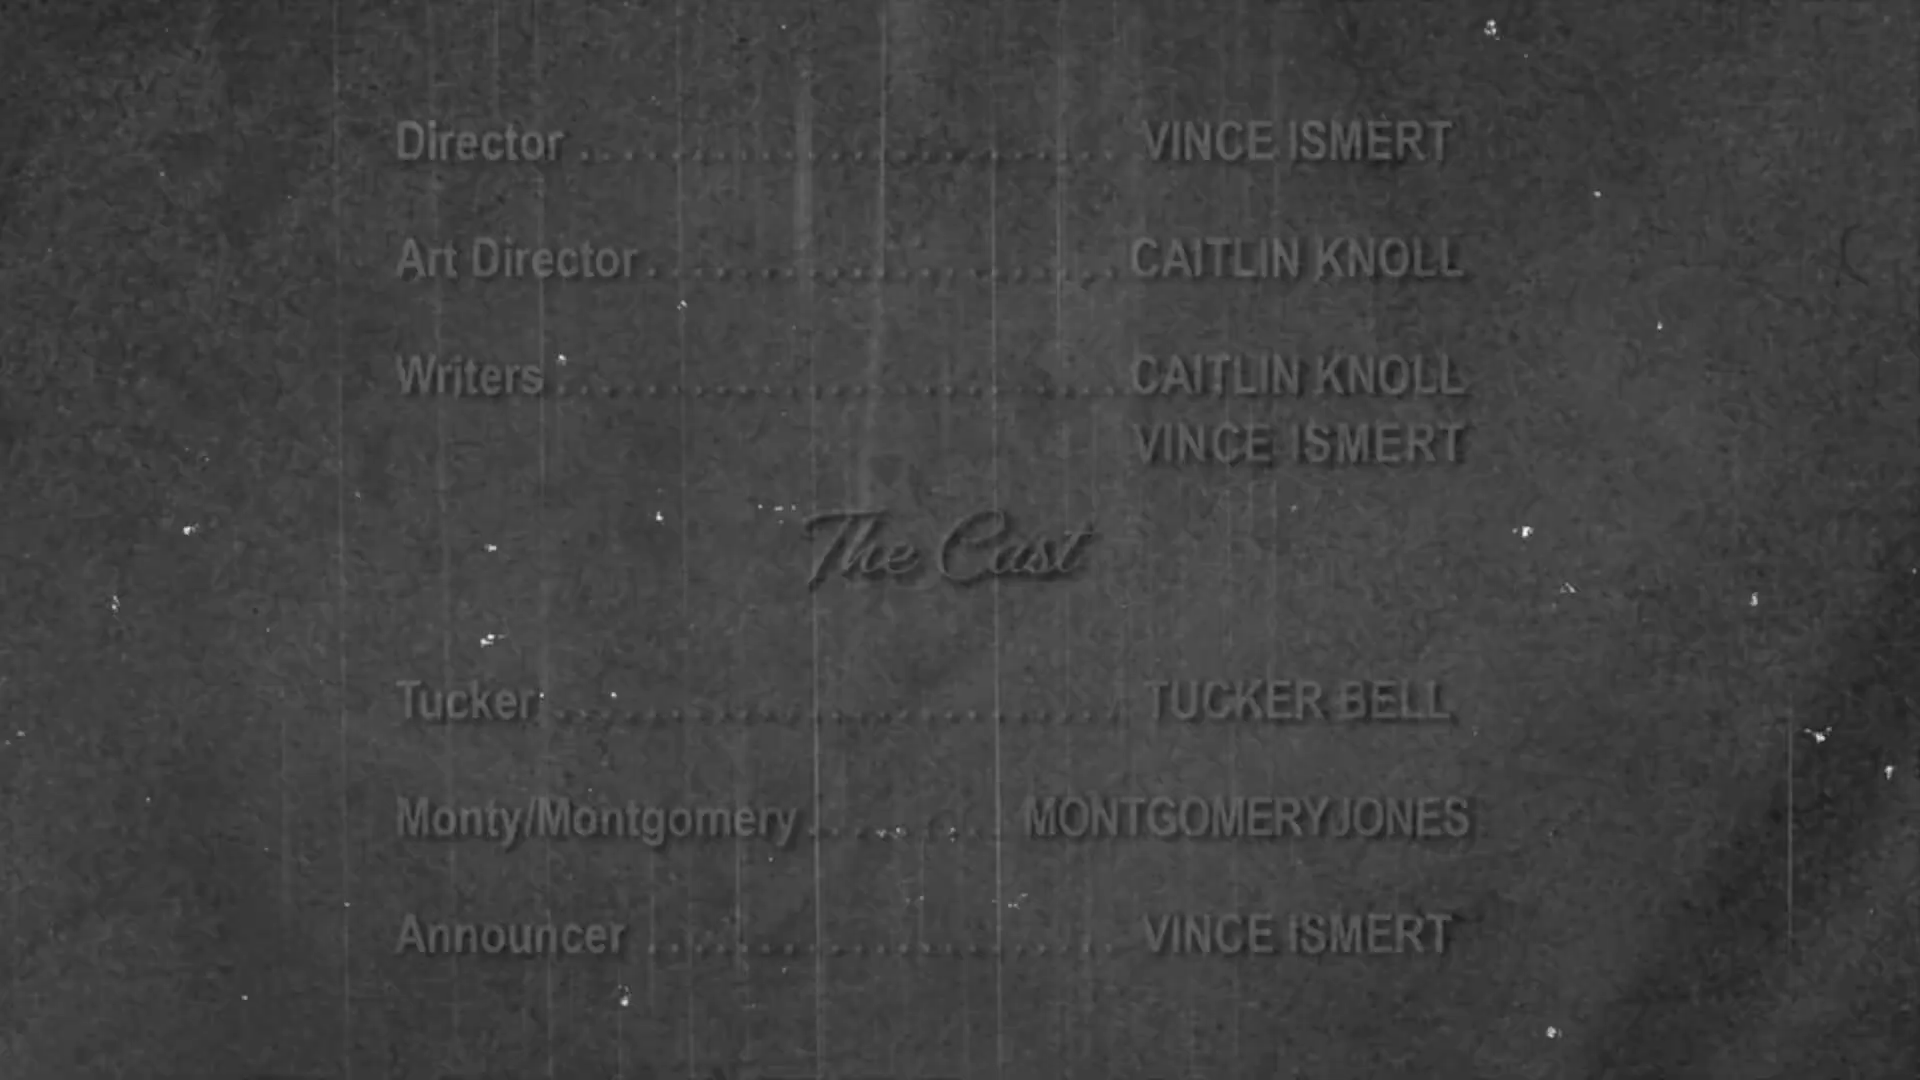 Director ........................ VINCE ISMERT
Art Director ..................... CAITLIN KNOLL
Writers ......................... CAITLIN KNOLL
VINCE ISMERT
The Cast
Tucker ......................... TUCKER BELL
Monty/Montgomery ......... MONTGOMERY JONES
Announcer ..................... VINCE ISMERT